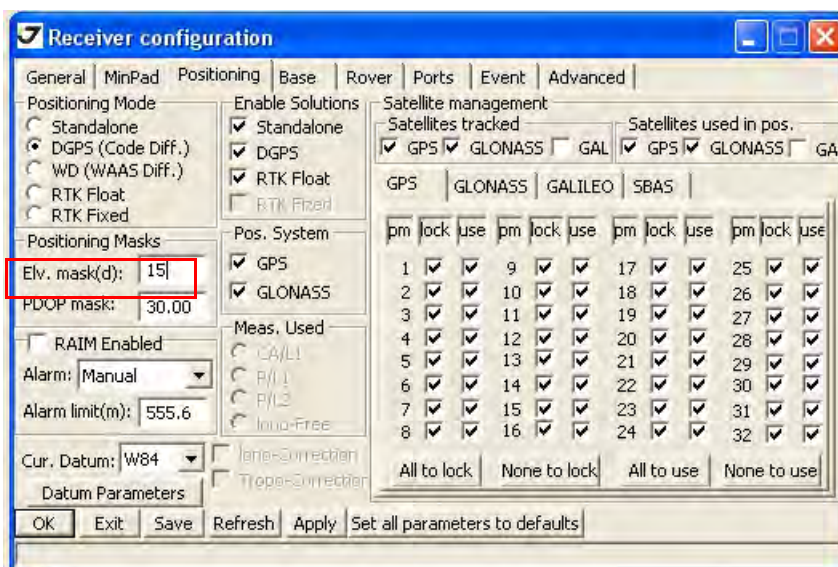 Receiver configuration
General MinPad Positioning Base Rover Ports Event Advanced
Positioning Mode
Standalone
DGPS (Code Diff.)
WD (WAAS Diff.)
RTK Float
RTK Fixed
Positioning Masks
Elv. mask(d): 15
PDOP mask: 30.00
RAIM Enabled
Alarm: Manual
Alarm limit(m): 555.6
Cur. Datum: W84
Datum Parameters
Enable Solutions
Standalone
DGPS
RTK Float
RTK Fixed
Pos. System
GPS
GLONASS
Meas. Used
CA/L1
P/L1
P/L2
Iono-Free
Iono-Correction
Tropo-Correction
Satellite management
Satellites tracked
GPS GLONASS GAL
Satellites used in pos.
GPS GLONASS GA
GPS GLONASS GALILEO SBAS
prn lock use prn lock use prn lock use prn lock use
1 9 17 25
2 10 18 26
3 11 19 27
4 12 20 28
5 13 21 29
6 14 22 30
7 15 23 31
8 16 24 32
All to lock None to lock All to use None to use
OK Exit Save Refresh Apply Set all parameters to defaults